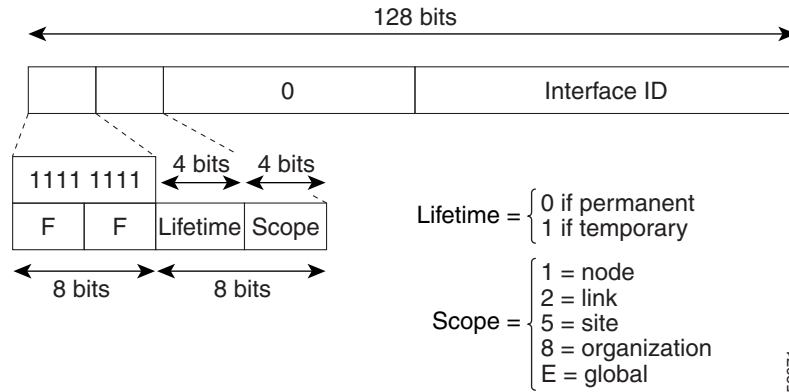 128 bits
0 Interface ID
4 bits 4 bits
1111 1111
F F Lifetime Scope
8 bits 8 bits
Lifetime =
0 if permanent
1 if temporary
Scope =
1 = node
2 = link
5 = site
8 = organization
E = global